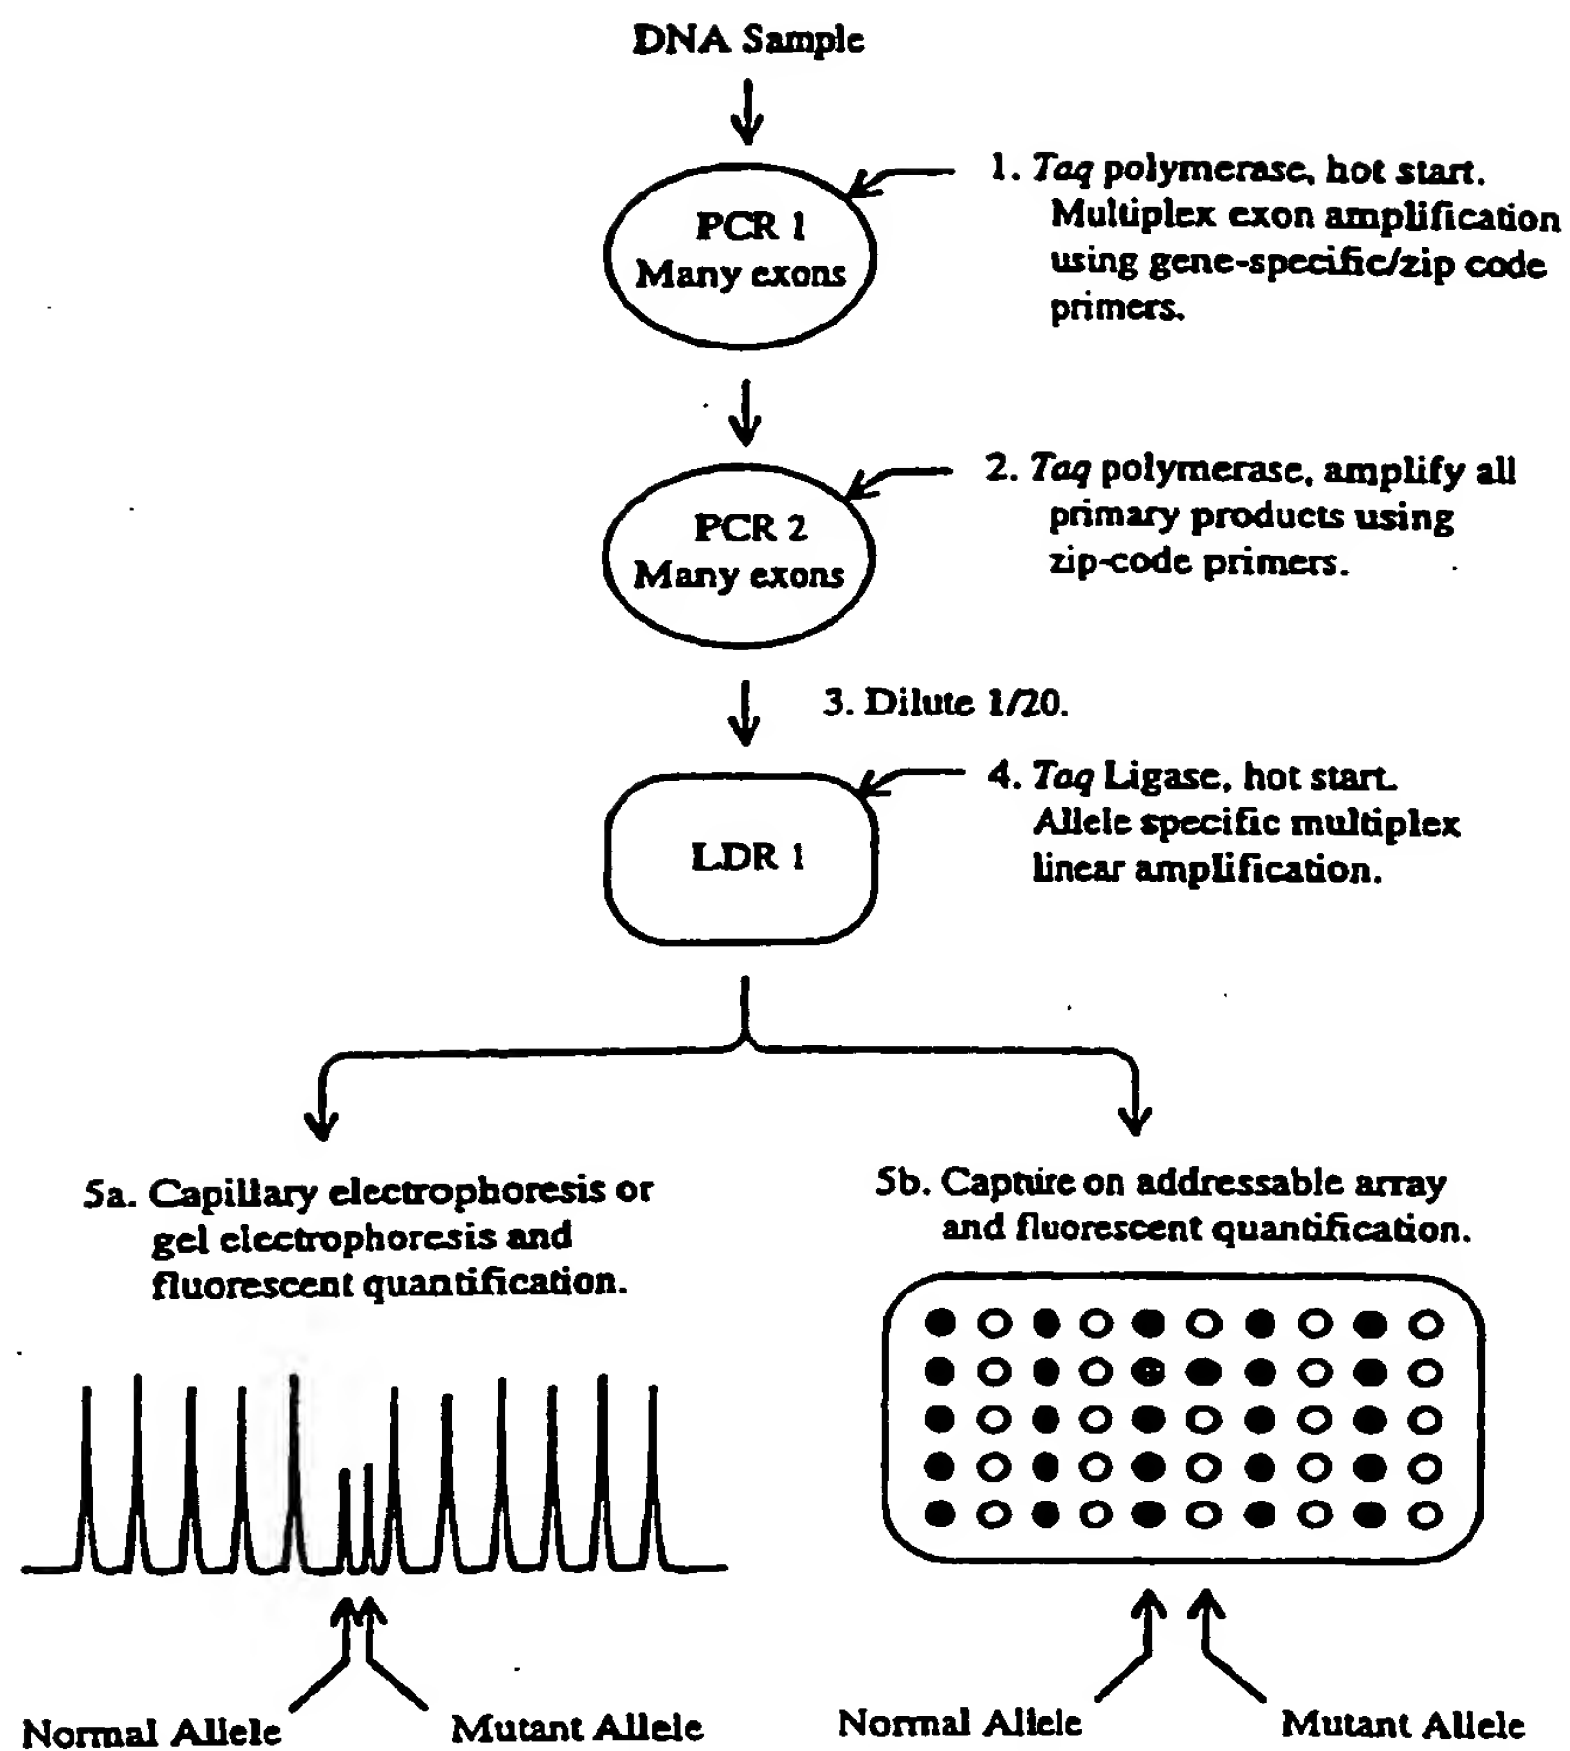 DNA Sample
PCR 1
Many exons
1. Taq polymerase, hot start.
Multiplex exon amplification
using gene-specific/zip code
primers.
PCR 2
Many exons
2. Taq polymerase, amplify all
primary products using
zip-code primers.
3. Dilute 1/20.
LDR 1
4. Taq Ligase, hot start.
Allele specific multiplex
linear amplification.
5a. Capillary electrophoresis or
gel electrophoresis and
fluorescent quantification.
5b. Capture on addressable array
and fluorescent quantification.
Normal Allele
Mutant Allele
Normal Allele
Mutant Allele